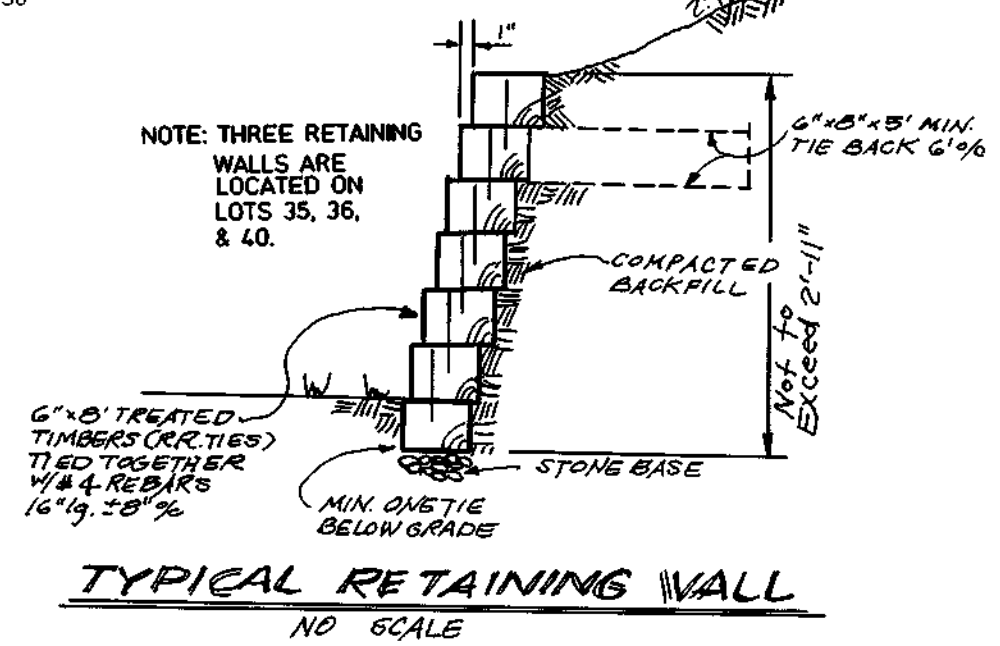 1"
NOTE: THREE RETAINING
WALLS ARE
LOCATED ON
LOTS 35, 36,
& 40.
6"x8"x5' MIN.
TIE BACK 6' %
COMPACTED
BACKFILL
Not to
Exceed 2'-11"
6"x8' TREATED
TIMBERS (R.R. TIES)
TIED TOGETHER
W/#4 REBARS
16" lg. ±8" %
STONE BASE
MIN. ONE TIE
BELOW GRADE
TYPICAL RETAINING WALL
NO SCALE